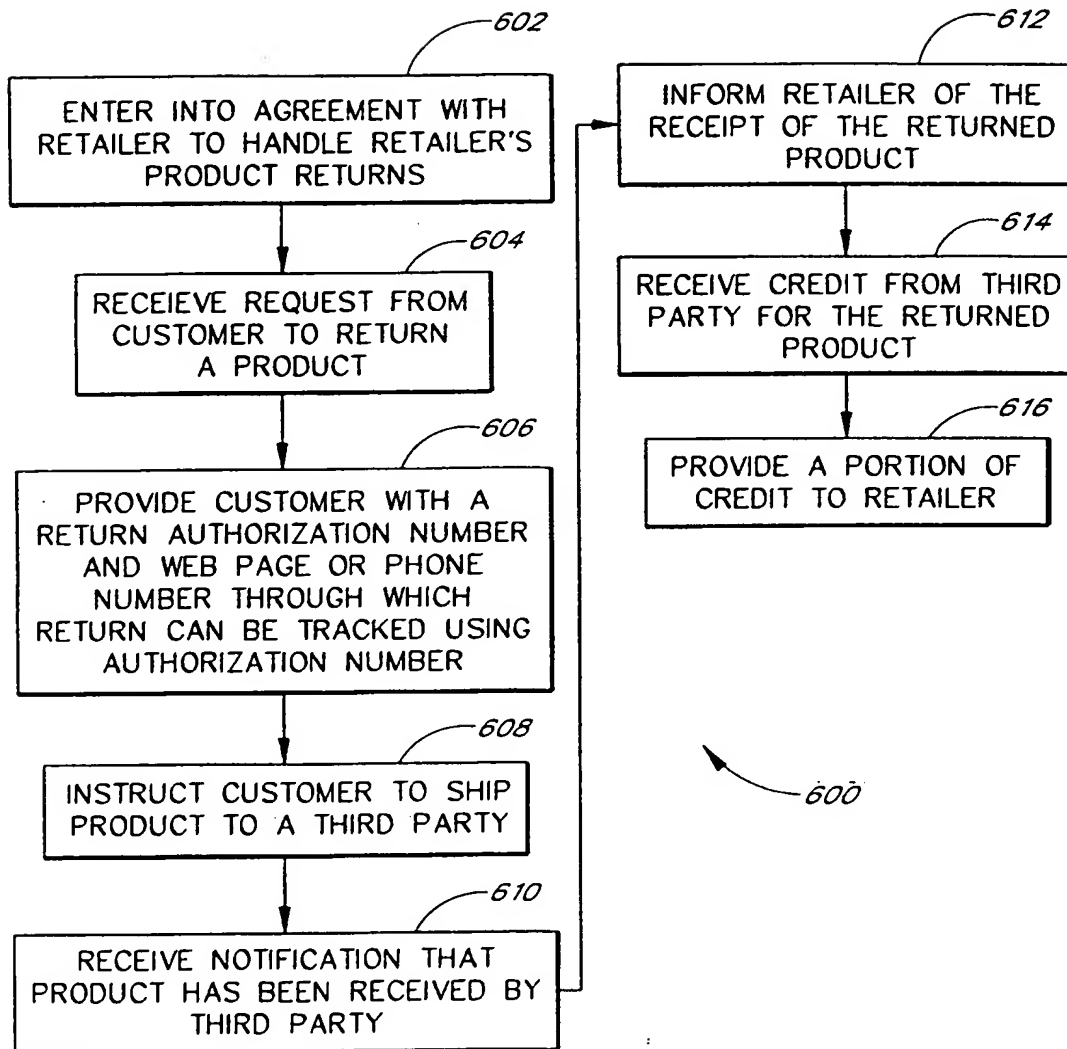 602
ENTER INTO AGREEMENT WITH
RETAILER TO HANDLE RETAILER'S
PRODUCT RETURNS
604
RECEIEVE REQUEST FROM
CUSTOMER TO RETURN
A PRODUCT
606
PROVIDE CUSTOMER WITH A
RETURN AUTHORIZATION NUMBER
AND WEB PAGE OR PHONE
NUMBER THROUGH WHICH
RETURN CAN BE TRACKED USING
AUTHORIZATION NUMBER
608
INSTRUCT CUSTOMER TO SHIP
PRODUCT TO A THIRD PARTY
610
RECEIVE NOTIFICATION THAT
PRODUCT HAS BEEN RECEIVED BY
THIRD PARTY
612
INFORM RETAILER OF THE
RECEIPT OF THE RETURNED
PRODUCT
614
RECEIVE CREDIT FROM THIRD
PARTY FOR THE RETURNED
PRODUCT
616
PROVIDE A PORTION OF
CREDIT TO RETAILER
600